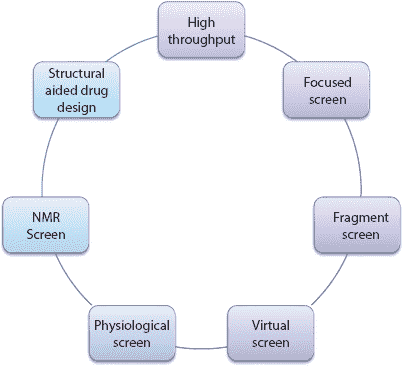 High
throughput
Focused
screen
Fragment
screen
Virtual
screen
Physiological
screen
NMR
Screen
Structural
aided drug
design